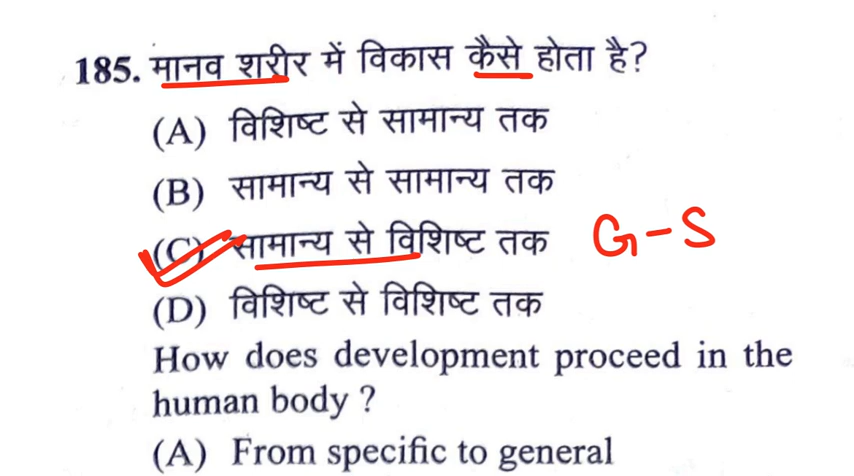 185. मानव शरीर में विकास कैसे होता है?
(A) विशिष्ट से सामान्य तक
(B) सामान्य से सामान्य तक
(C) सामान्य से विशिष्ट तक G-S
(D) विशिष्ट से विशिष्ट तक
How does development proceed in the
human body ?
(A) From specific to general